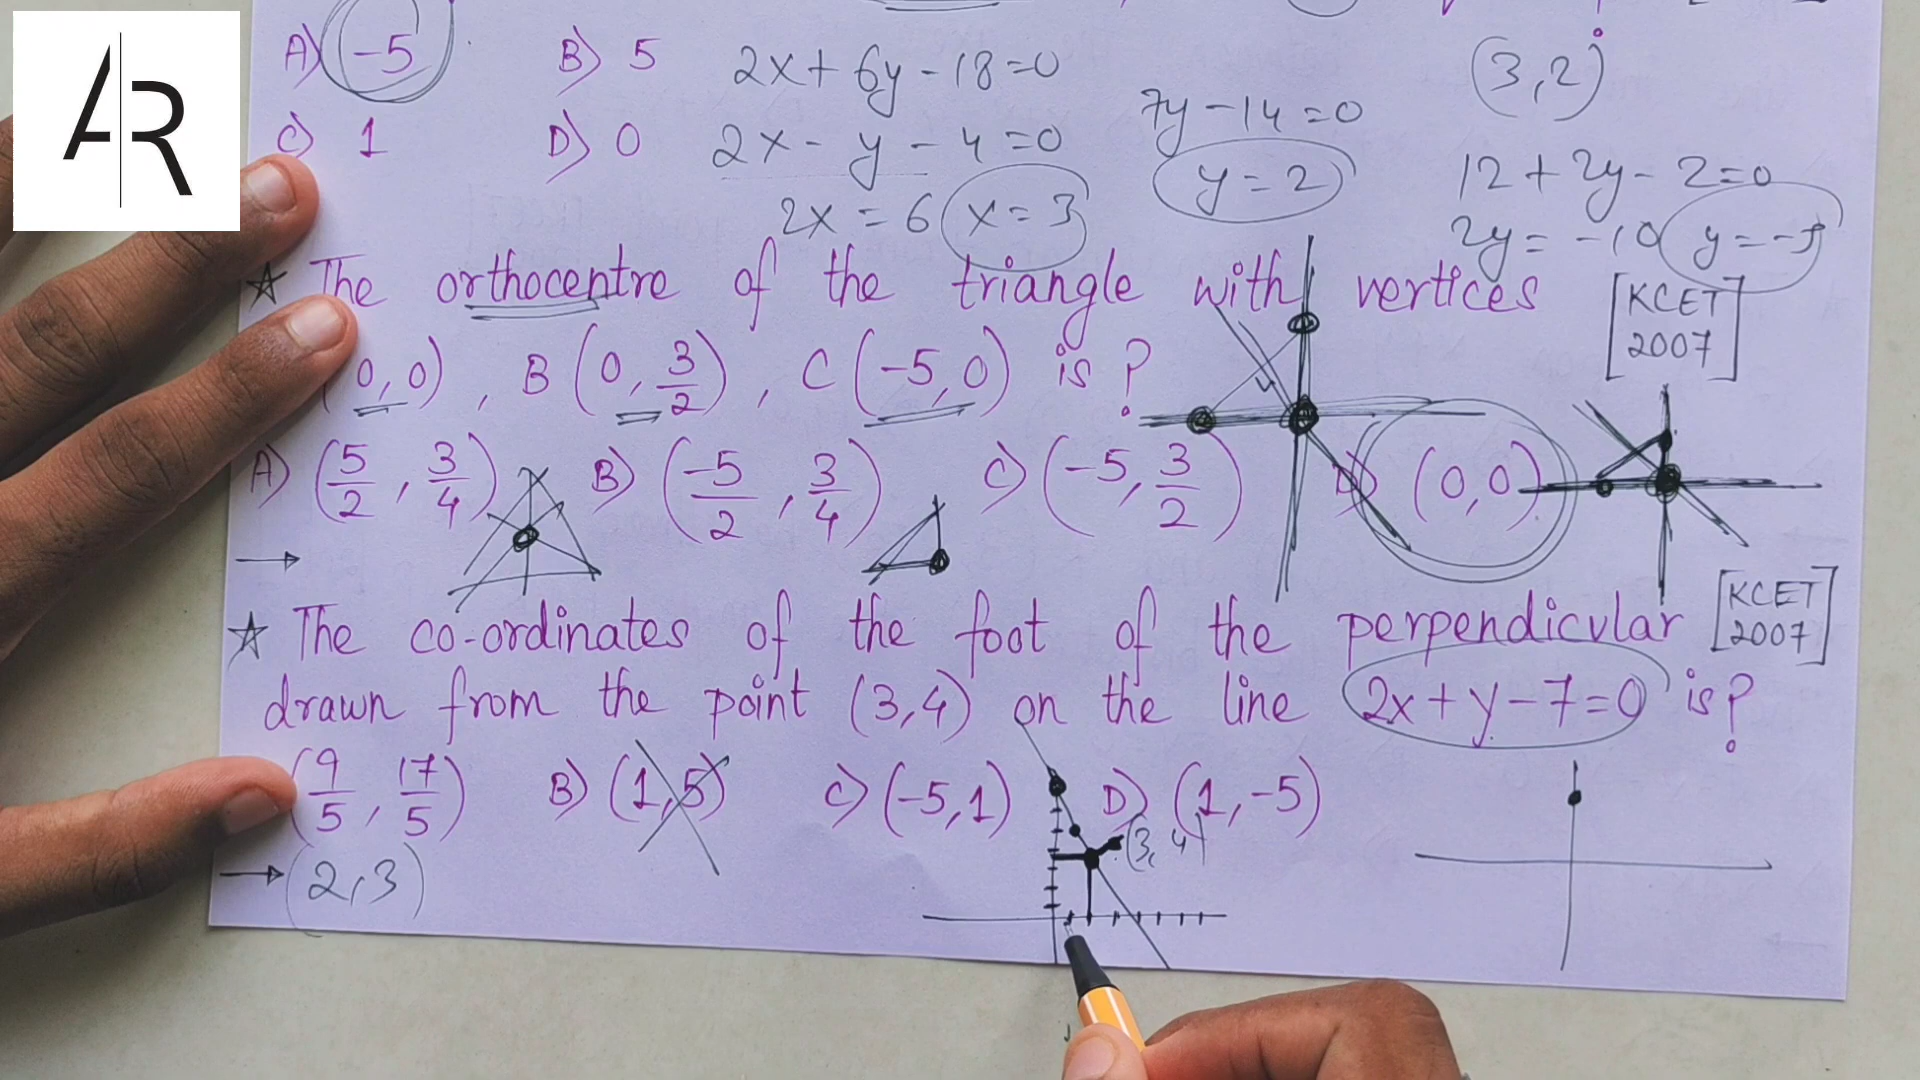 AR
A) -5 B) 5 2x + 6y - 18 = 0 (3, 2)
7y - 14 = 0
C) 1 D) 0 2x - y - 4 = 0
y = 2 12 + 2y - 2 = 0
2x = 6 x = 3 2y = -10 y = -5
☆ The orthocentre of the triangle with vertices [KCET 2007]
(0, 0), B (0, 3/2), C (-5, 0) is ?
A) (5/2, 3/4) B) (-5/2, 3/4) C) (-5, 3/2) D) (0, 0)
→
☆ The co-ordinates of the foot of the perpendicular [KCET 2007]
drawn from the point (3, 4) on the line 2x + y - 7 = 0 is ?
(9/5, 17/5) B) (1, 5) C) (-5, 1) D) (1, -5)
(3, 4)
→ (2, 3)